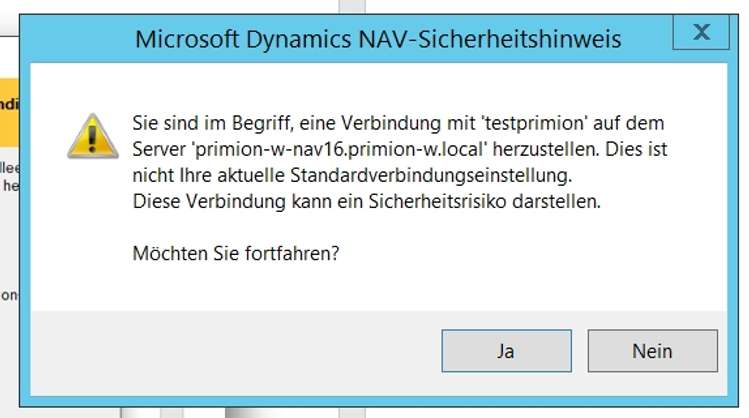 Microsoft Dynamics NAV-Sicherheitshinweis
X
ndi
Sie sind im Begriff, eine Verbindung mit 'testprimion' auf dem
Server 'primion-w-nav16.primion-w.local' herzustellen. Dies ist
nicht Ihre aktuelle Standardverbindungseinstellung.
Diese Verbindung kann ein Sicherheitsrisiko darstellen.
Möchten Sie fortfahren?
llee
he
on-
Ja
Nein